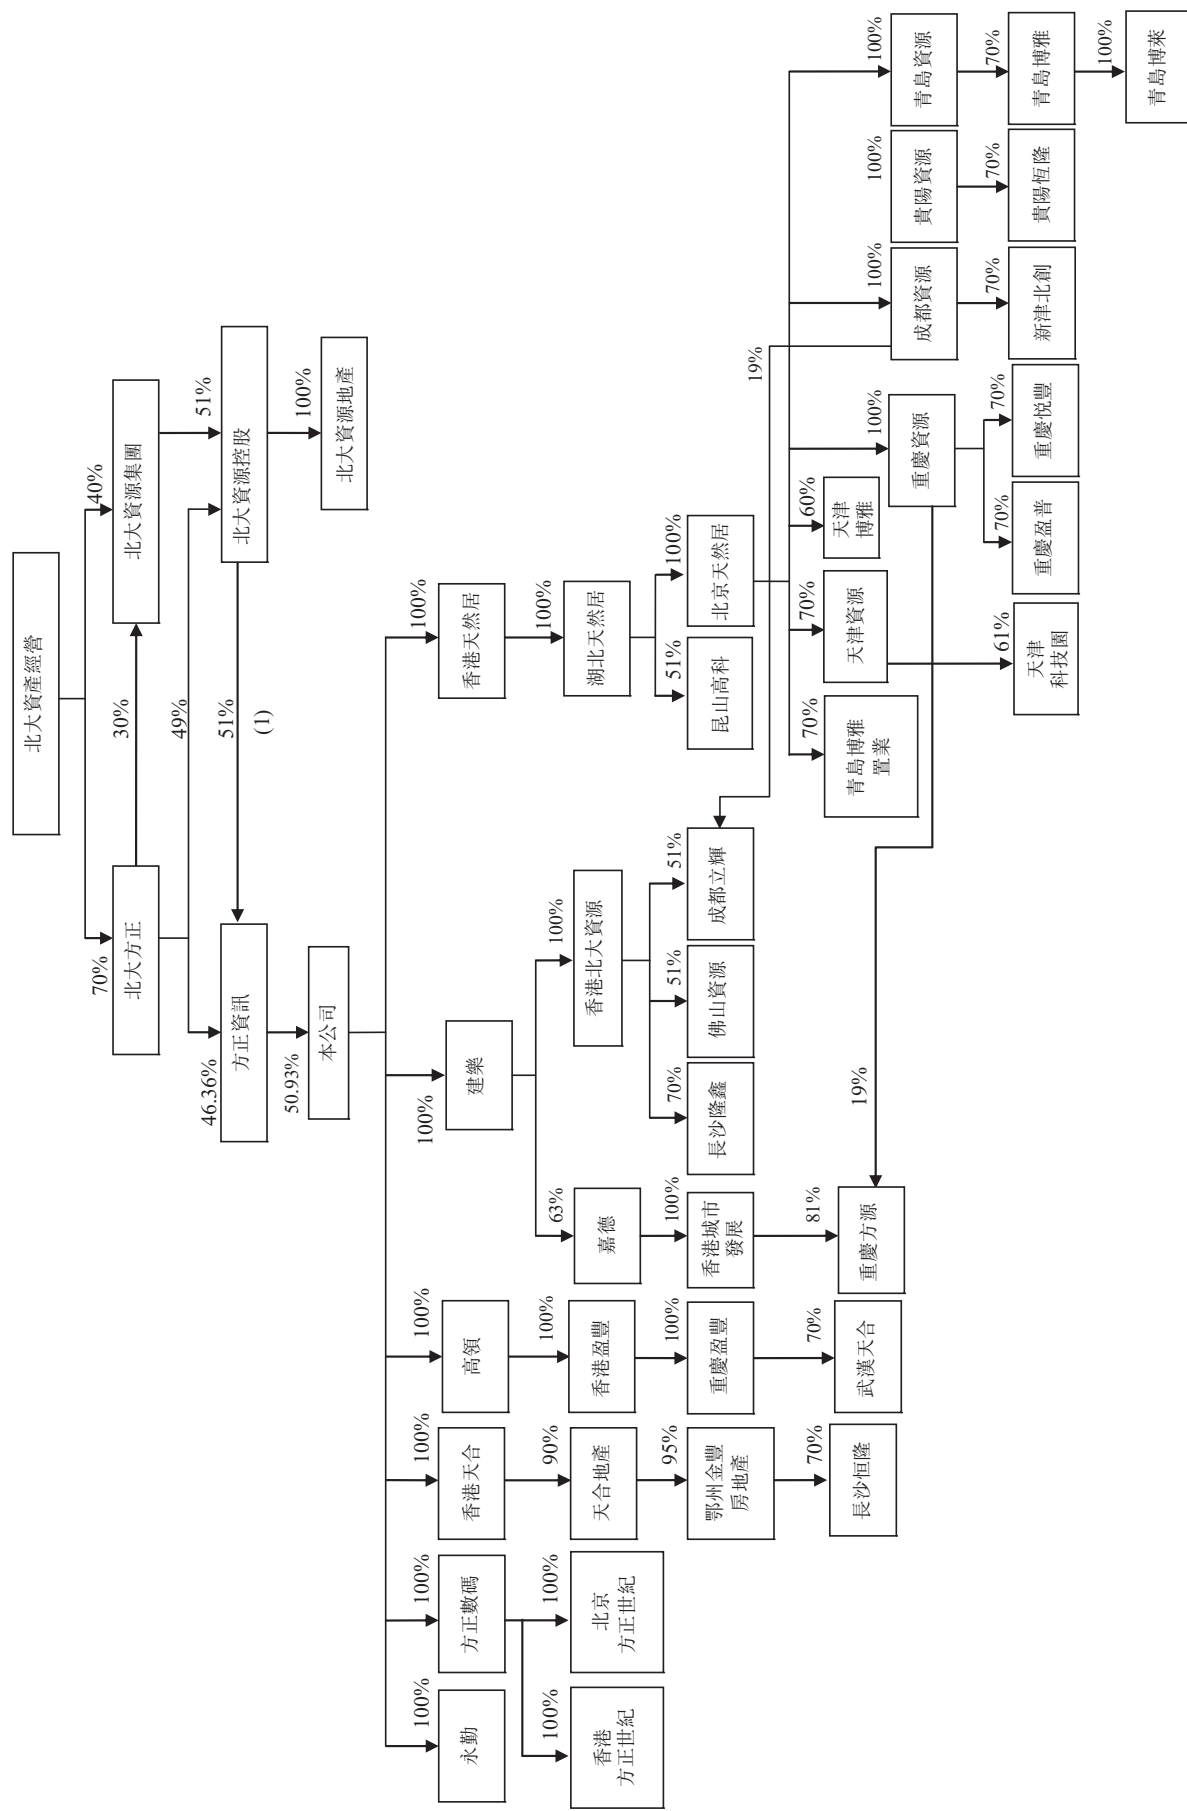 北大資產經營
70%
40%
北大方正
30%
北大資源集團
49%
51%
46.36%
方正資訊
51%
(1)
北大資源控股
50.93%
100%
本公司
北大資源地產
100%
100%
100%
100%
100%
100%
永勤
方正數碼
香港天合
高領
建樂
香港天然居
100%
100%
90%
100%
63%
100%
100%
香港
方正世紀
北京
方正世紀
天合地產
香港盈豐
嘉德
香港北大資源
湖北天然居
95%
100%
100%
70%
51%
51%
51%
100%
鄂州金豐
房地產
重慶盈豐
香港城市
發展
長沙隆鑫
佛山資源
成都立輝
昆山高科
北京天然居
19%
70%
70%
81%
70%
70%
60%
長沙恒隆
武漢天合
重慶方源
19%
青島博雅
置業
天津資源
天津
博雅
100%
100%
100%
100%
重慶資源
成都資源
貴陽資源
青島資源
61%
70%
70%
70%
70%
70%
天津
科技園
重慶盈普
重慶悅豐
新津北創
貴陽恆隆
青島博雅
100%
青島博萊